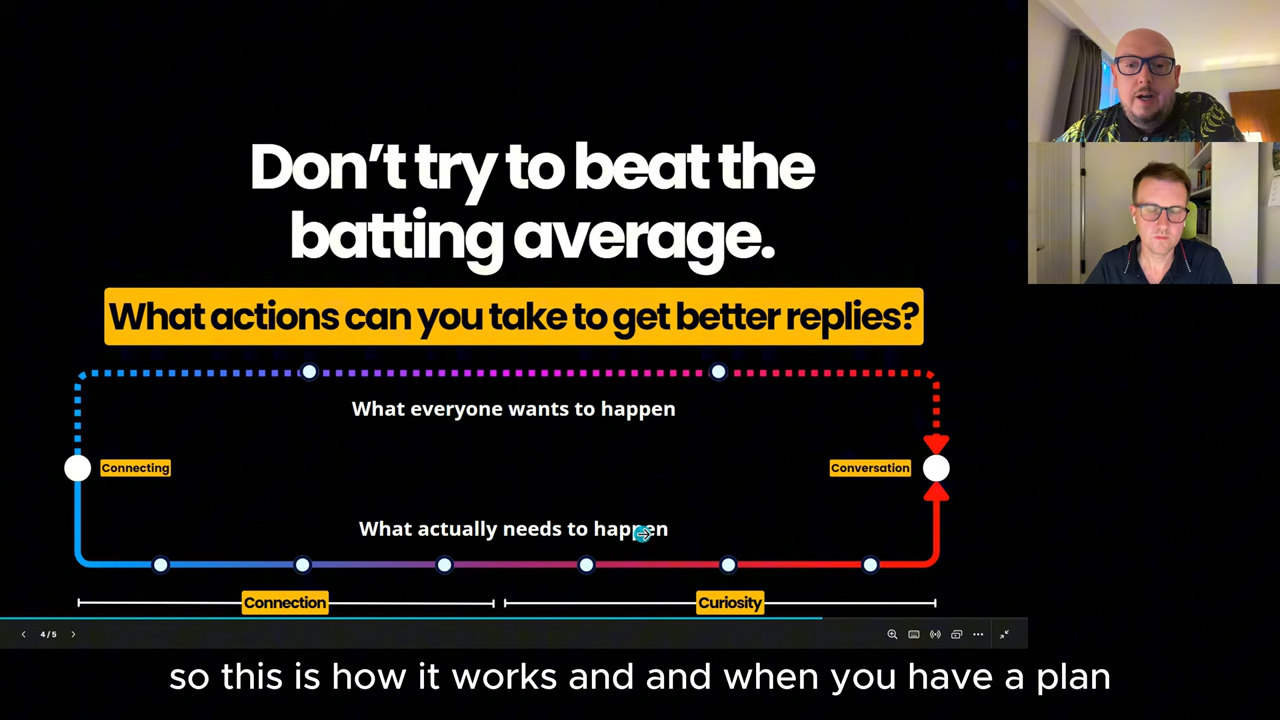 Don't try to beat the
batting average.
What actions can you take to get better replies?
What everyone wants to happen
Connecting
Conversation
What actually needs to happen
Connection
Curiosity
4 / 5
so this is how it works and and when you have a plan